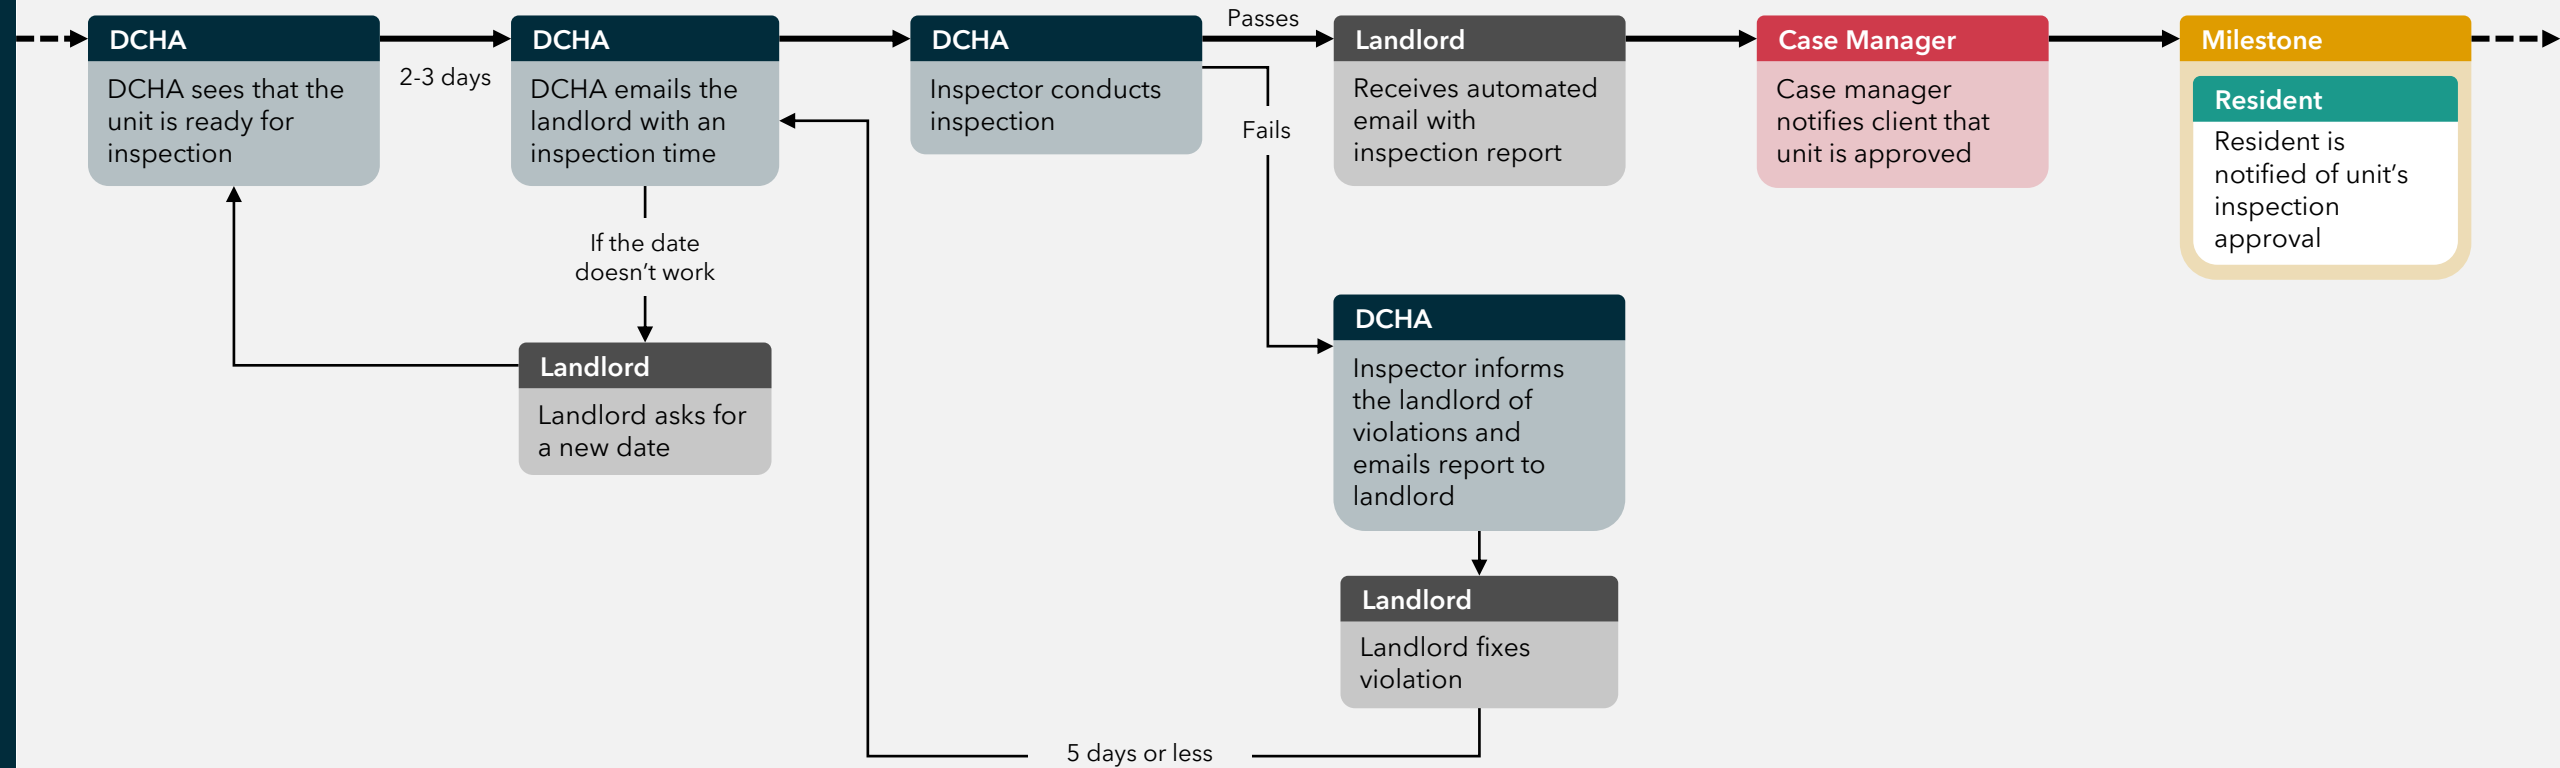 DCHA
DCHA sees that the
unit is ready for
inspection
2-3 days
DCHA
DCHA emails the
landlord with an
inspection time
If the date
doesn’t work
Landlord
Landlord asks for
a new date
DCHA
Inspector conducts
inspection
Passes
Fails
Landlord
Receives automated
email with
inspection report
Case Manager
Case manager
notifies client that
unit is approved
Milestone
Resident
Resident is
notified of unit’s
inspection
approval
DCHA
Inspector informs
the landlord of
violations and
emails report to
landlord
Landlord
Landlord fixes
violation
5 days or less